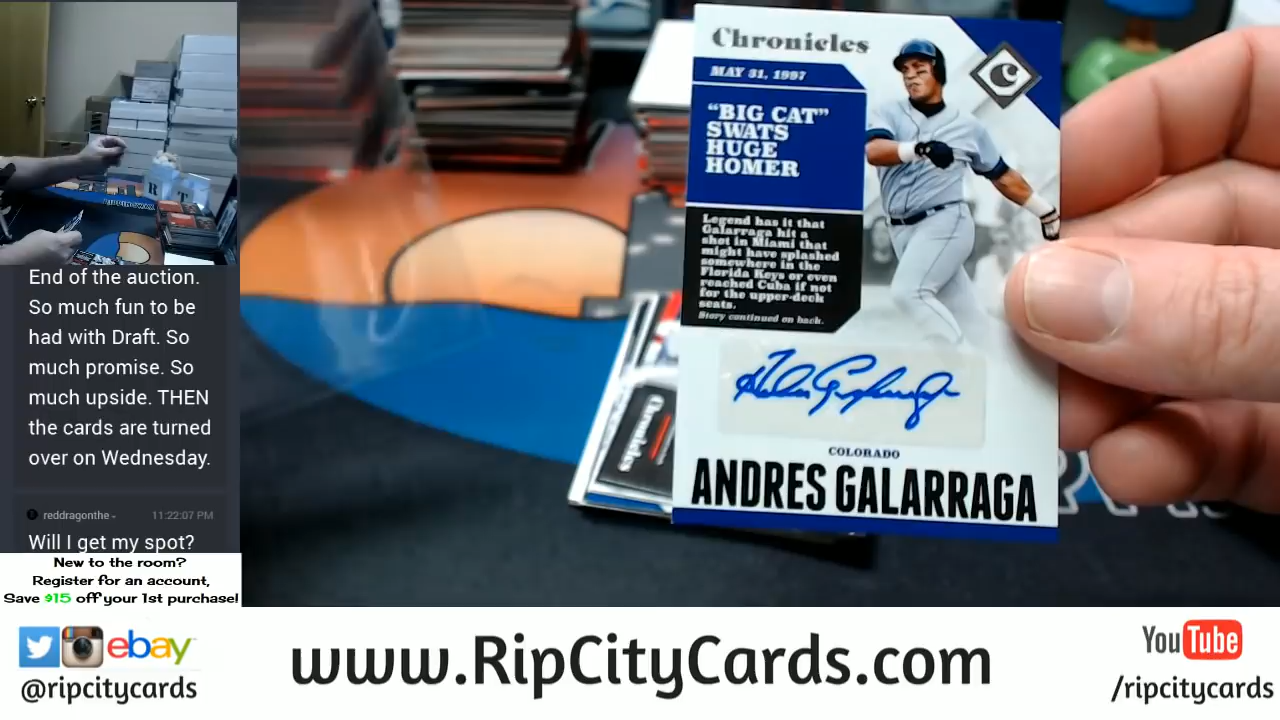 End of the auction.
So much fun to be
had with Draft. So
much promise. So
much upside. THEN
the cards are turned
over on Wednesday.
reddragonthe
11:22:07 PM
Will I get my spot?
New to the room?
Register for an account,
Save $15 off your 1st purchase!
Chronicles
MAY 31, 1997
"BIG CAT"
SWATS
HUGE
HOMER
Legend has it that
Galarraga hit a
shot in Miami that
might have splashed
somewhere in the
Florida Keys or even
reached Cuba if not
for the upper-deck
seats.
Story continued on back.
COLORADO
ANDRES GALARRAGA
Chronicles
ebay
@ripcitycards
www.RipCityCards.com
YouTube
/ripcitycards